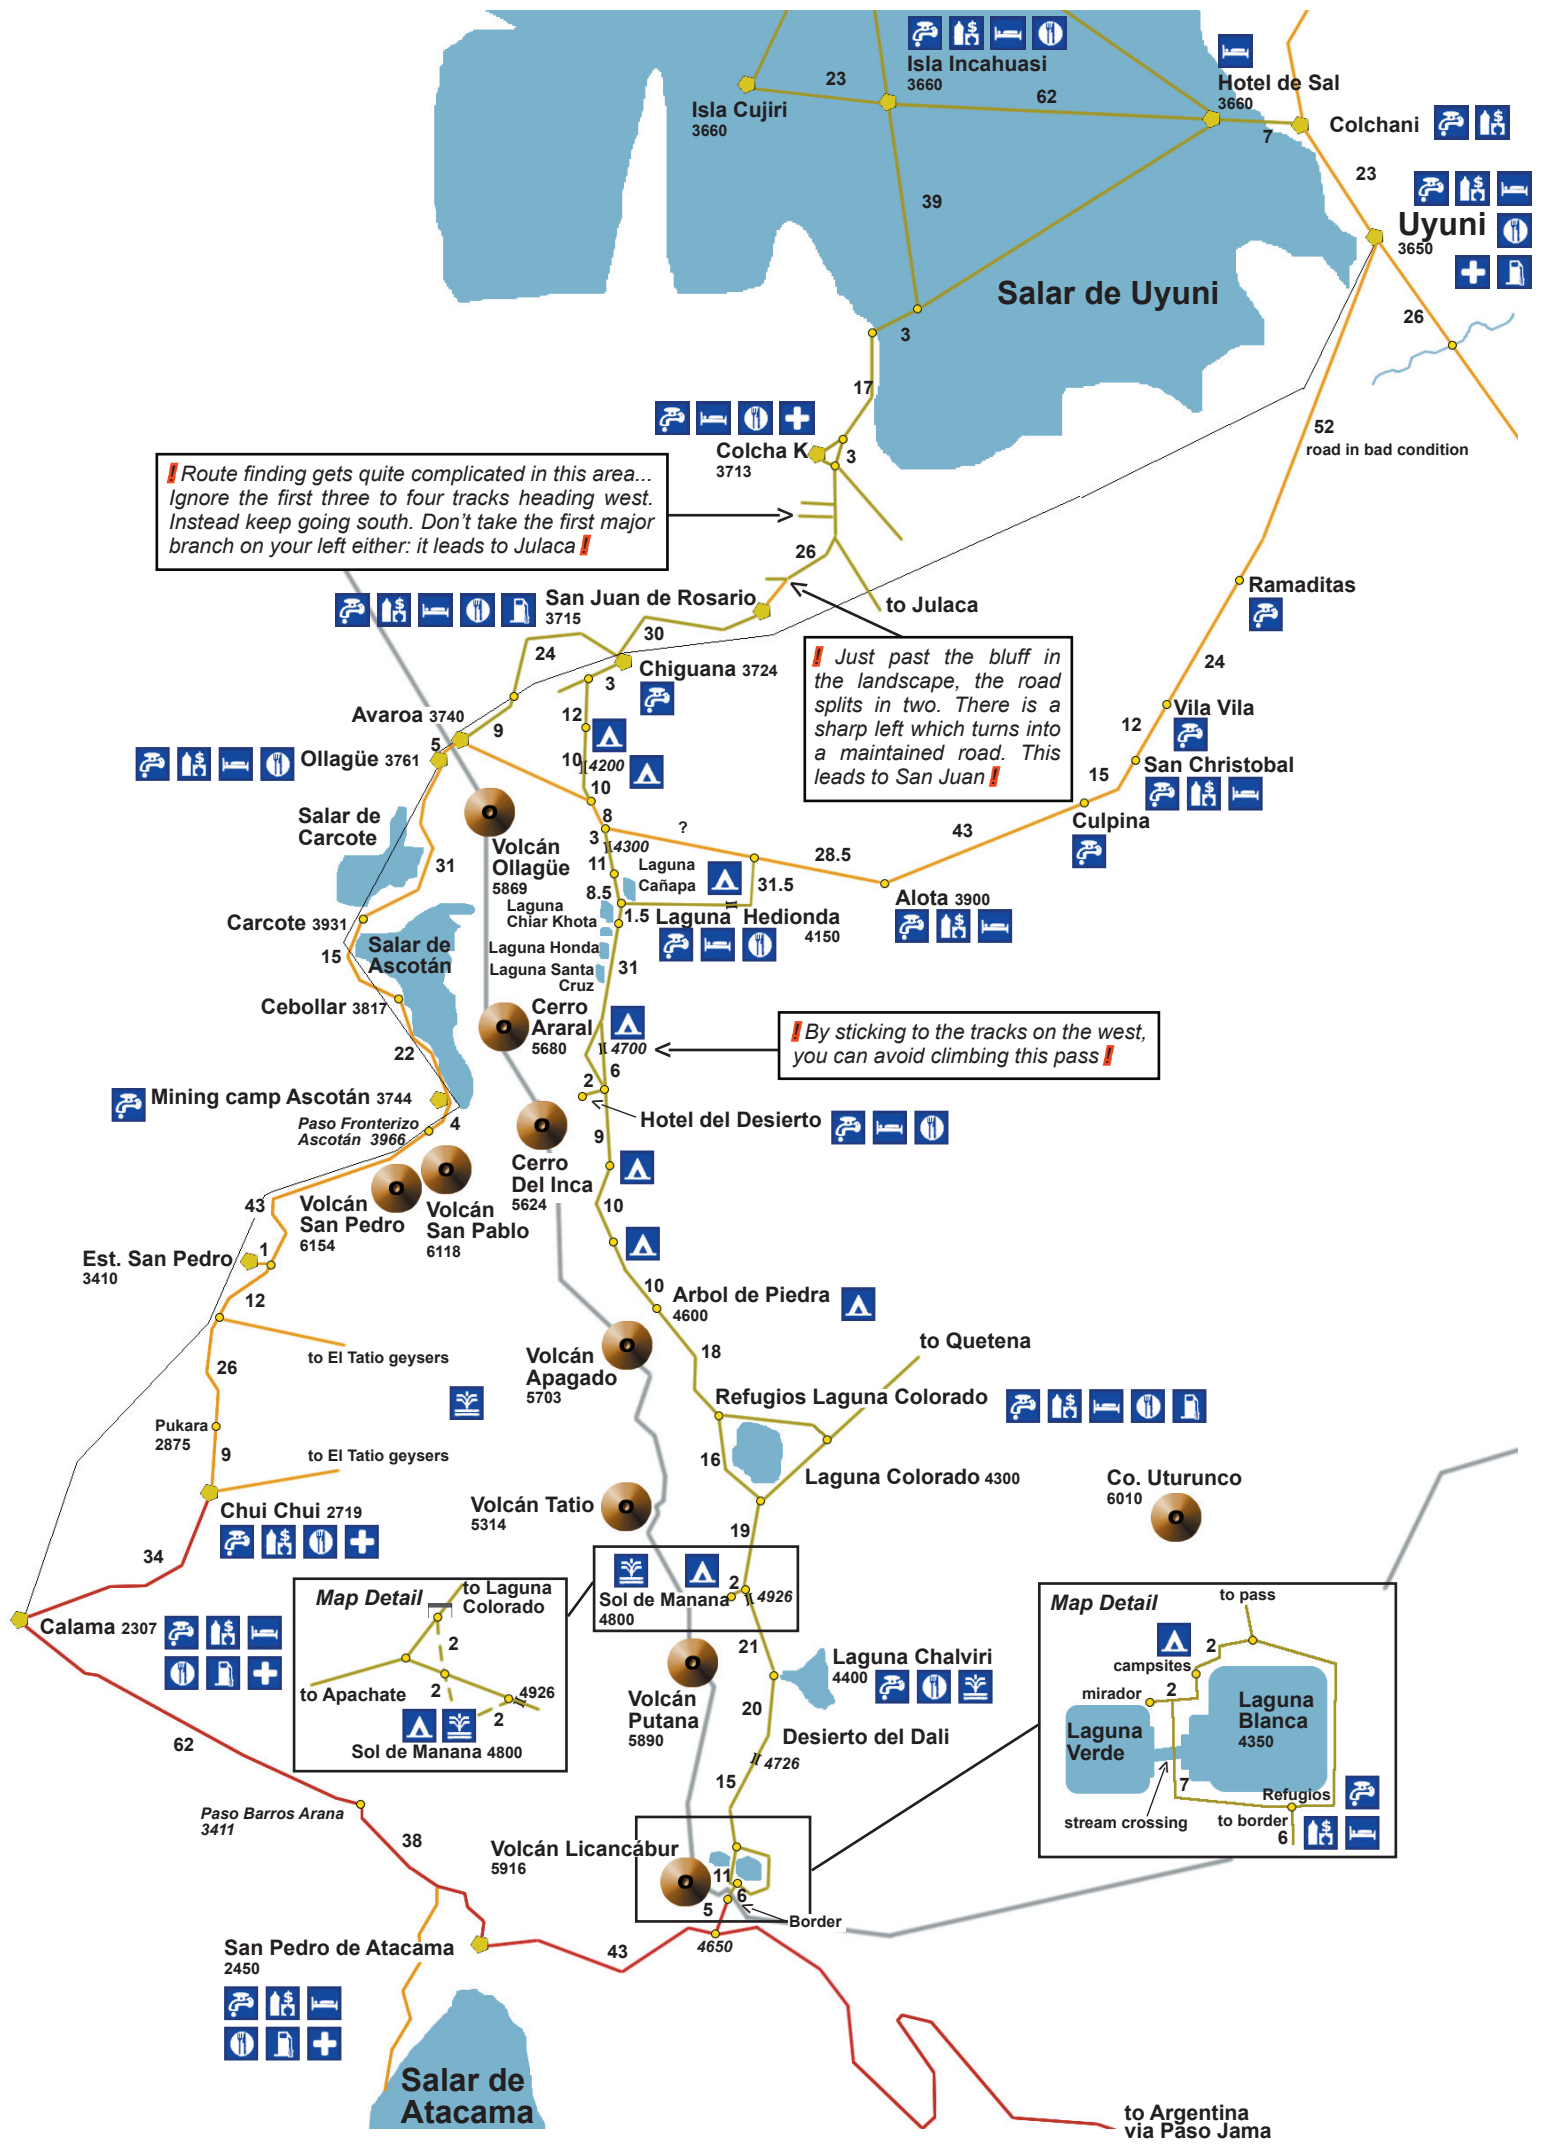 Isla Incahuasi
3660
Hotel de Sal
3660
23
62
Isla Cujiri
3660
7
Colchani
23
39
Uyuni
3650
Salar de Uyuni
26
3
17
52
road in bad condition
Colcha K
3713
3
! Route finding gets quite complicated in this area...
Ignore the first three to four tracks heading west.
Instead keep going south. Don't take the first major
branch on your left either: it leads to Julaca !
26
San Juan de Rosario
3715
to Julaca
Ramaditas
30
24
! Just past the bluff in
the landscape, the road
splits in two. There is a
sharp left which turns into
a maintained road. This
leads to San Juan !
24
Chiguana 3724
3
Avaroa 3740
9
12
Vila Vila
12
5
Ollagüe 3761
10
4200
San Christobal
15
10
Salar de
Carcote
8
3
4300
?
Culpina
43
Volcán
Ollagüe
5869
31
11
Laguna
Cañapa
28.5
31.5
8.5
Laguna
Chiar Khota
1.5
Laguna Hedionda
4150
Alota 3900
Carcote 3931
15
Salar de
Ascotán
Laguna Honda
Laguna Santa
Cruz
31
Cebollar 3817
Cerro
Araral
5680
4700
! By sticking to the tracks on the west,
you can avoid climbing this pass !
22
6
2
Mining camp Ascotán 3744
Hotel del Desierto
Paso Fronterizo
Ascotán 3966
4
9
Cerro
Del Inca
5624
Volcán
San Pedro
6154
Volcán
San Pablo
6118
43
10
Est. San Pedro
3410
1
12
10
Arbol de Piedra
4600
to El Tatio geysers
26
18
to Quetena
Volcán
Apagado
5703
Refugios Laguna Colorado
Pukara
2875
9
to El Tatio geysers
16
Laguna Colorado 4300
Co. Uturunco
6010
Chui Chui 2719
Volcán Tatio
5314
19
34
Map Detail
to Laguna
Colorado
2
to Apachate
2
4926
2
Sol de Manana 4800
Sol de Manana
4800
2
4926
Calama 2307
21
Map Detail
to pass
2
campsites
mirador
2
Laguna
Blanca
4350
Laguna
Verde
7
Refugios
stream crossing
to border
6
Laguna Chalviri
4400
Volcán
Putana
5890
20
Desierto del Dali
62
4726
15
Paso Barros Arana
3411
38
Volcán Licancábur
5916
11
6
5
Border
San Pedro de Atacama
2450
43
4650
Salar de
Atacama
to Argentina
via Paso Jama